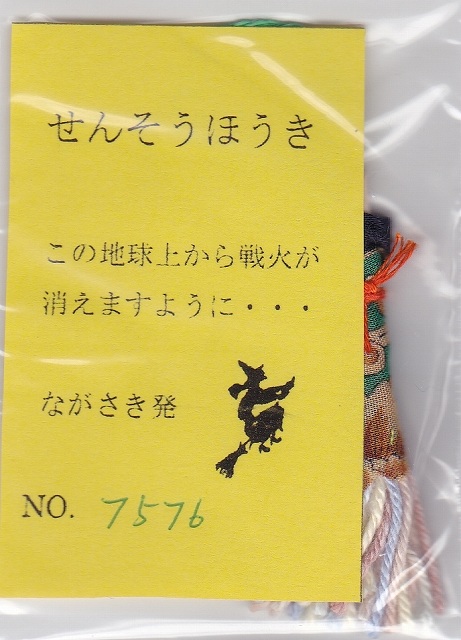 せんそうほうき
この地球上から戦火が
消えますように・・・
ながさき発
NO. 7576